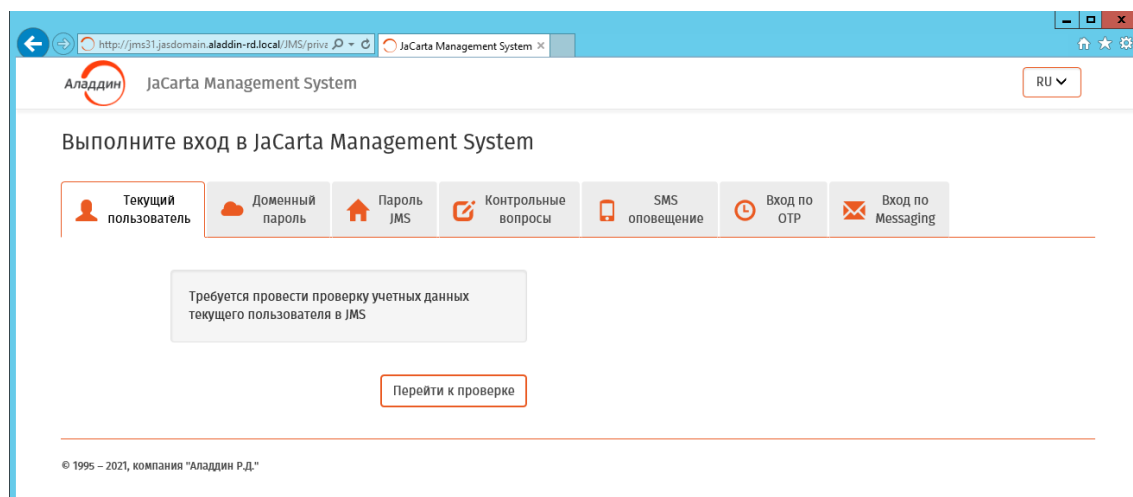 http://jms31.jasdomain.aladdin-rd.local/JMS/priva
JaCarta Management System
Аладдин
JaCarta Management System
RU
Выполните вход в JaCarta Management System
Текущий
пользователь
Доменный
пароль
Пароль
JMS
Контрольные
вопросы
SMS
оповещение
Вход по
OTP
Вход по
Messaging
Требуется провести проверку учетных данных
текущего пользователя в JMS
Перейти к проверке
© 1995 – 2021, компания "Аладдин Р.Д."